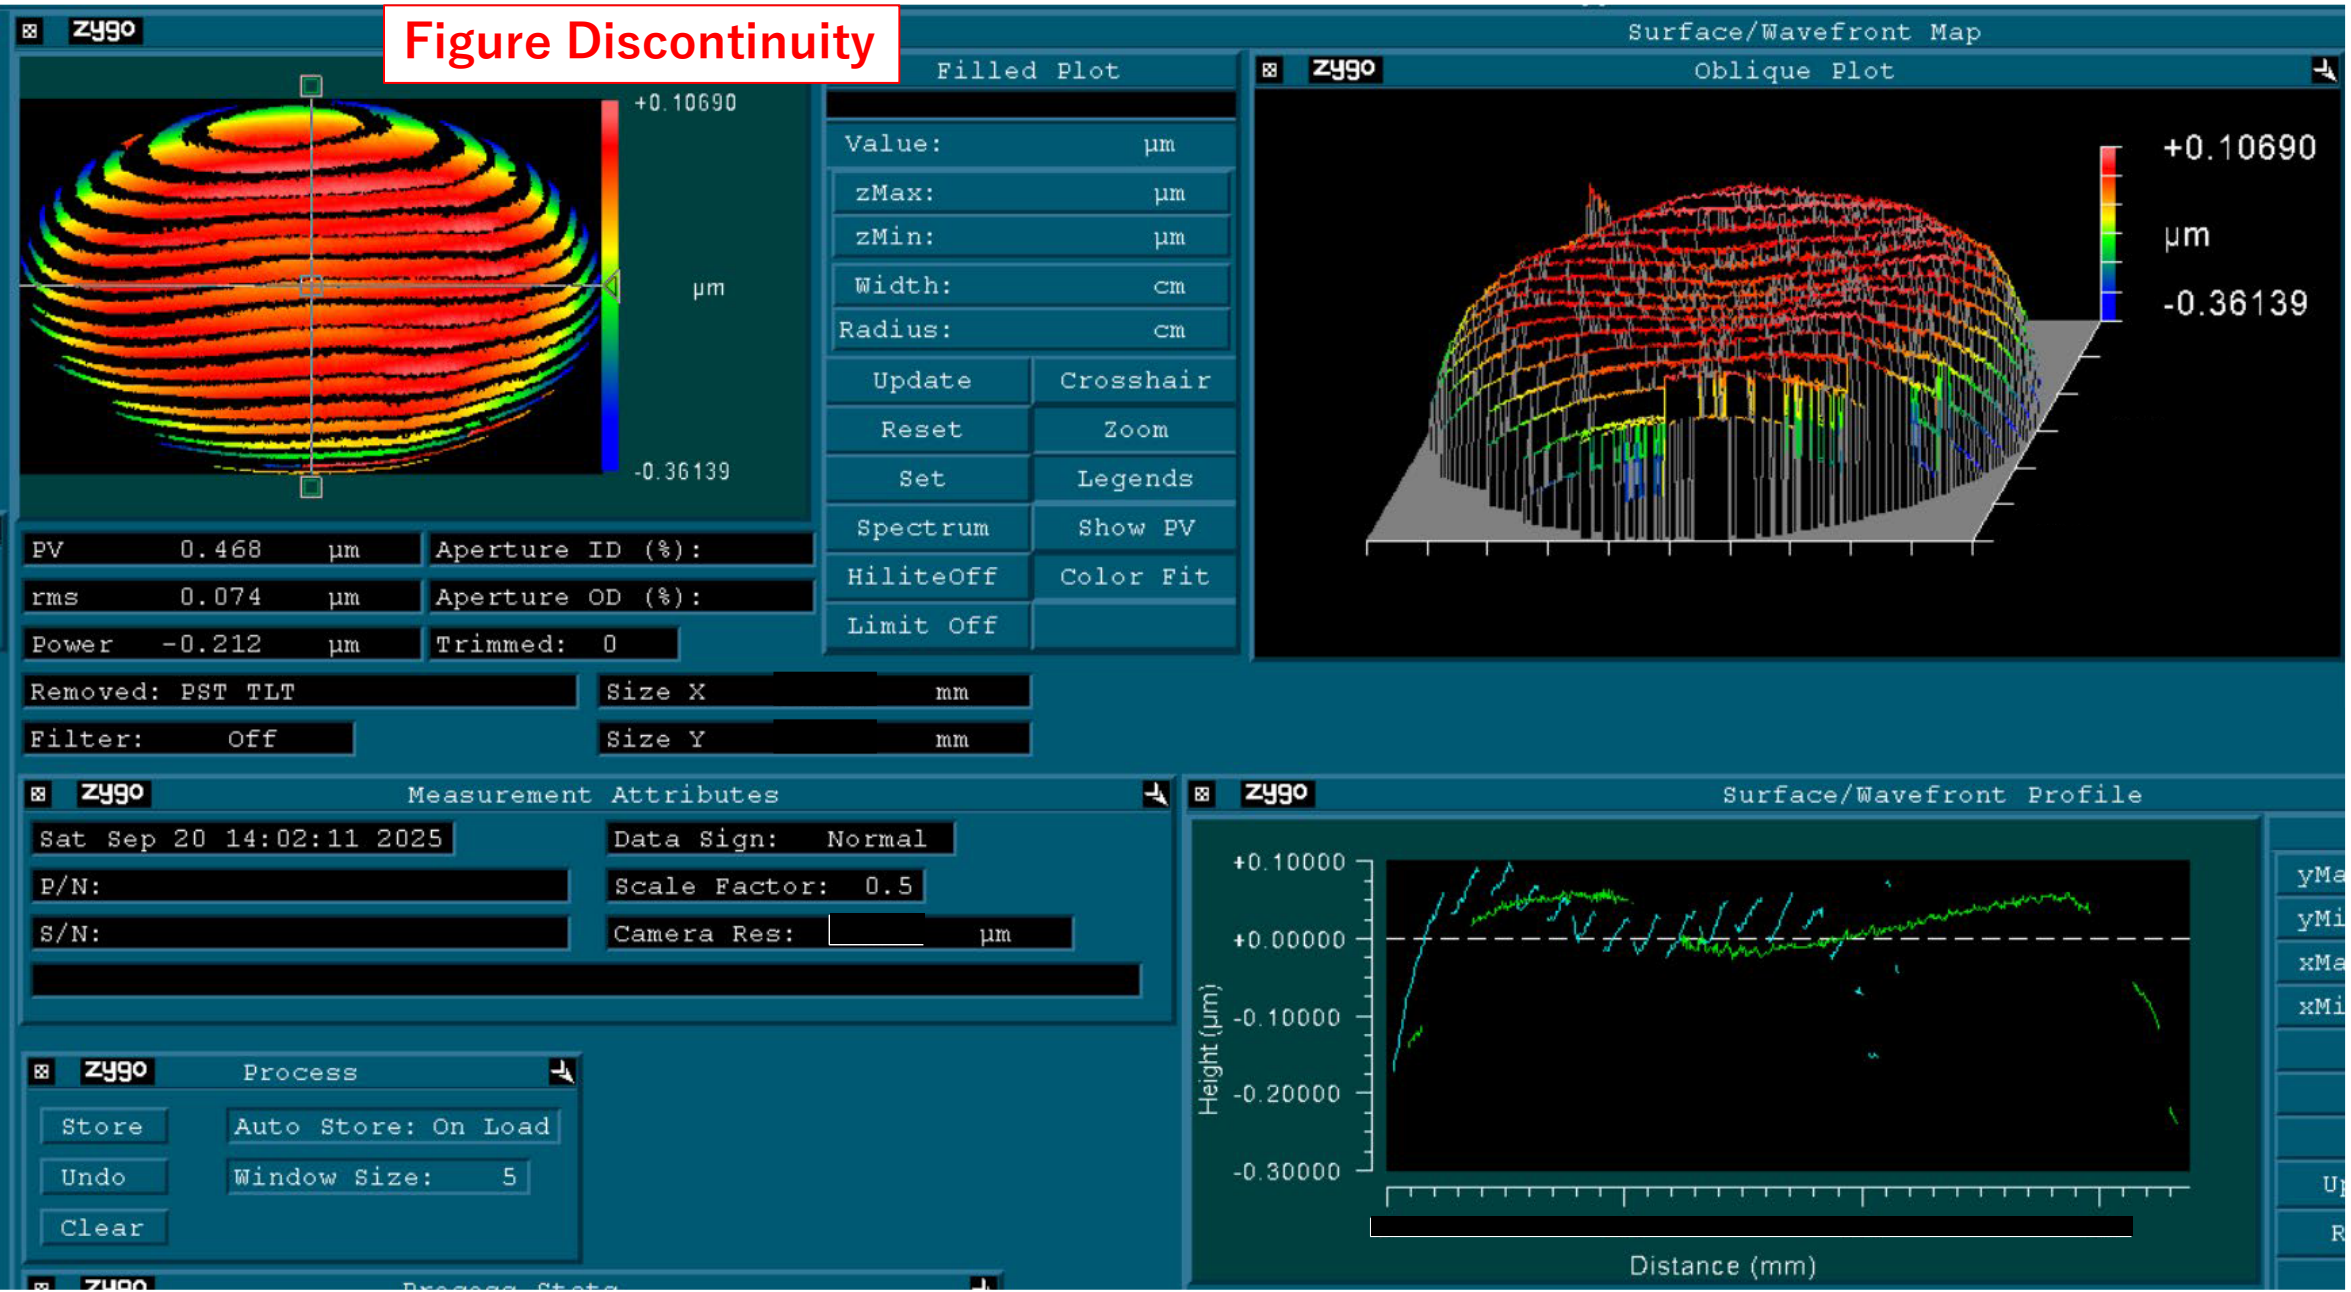 Figure Discontinuity
zygo
Surface/Wavefront Map
+0.10690
µm
-0.36139
Filled Plot
Value: µm
zMax: µm
zMin: µm
Width: cm
Radius: cm
Update Crosshair
Reset Zoom
Set Legends
Spectrum Show PV
HiliteOff Color Fit
Limit Off
zygo
Oblique Plot
+0.10690
µm
-0.36139
PV 0.468 µm Aperture ID (%):
rms 0.074 µm Aperture OD (%):
Power -0.212 µm Trimmed: 0
Removed: PST TLT Size X mm
Filter: Off Size Y mm
zygo Measurement Attributes
Sat Sep 20 14:02:11 2025 Data Sign: Normal
P/N: Scale Factor: 0.5
S/N: Camera Res: µm
zygo Process
Store Auto Store: On Load
Undo Window Size: 5
Clear
zygo
zygo Surface/Wavefront Profile
+0.10000
+0.00000
-0.10000
-0.20000
-0.30000
Height (µm)
Distance (mm)
yMa
yMi
xMa
xMi
R